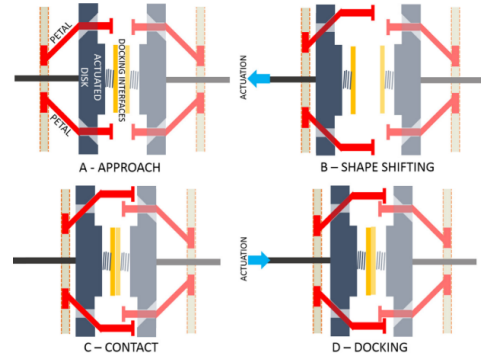 PETAL
PETAL
ACTUATED
DISK
DOCKING INTERFACES
A - APPROACH
ACTUATION
B – SHAPE SHIFTING
C – CONTACT
ACTUATION
D – DOCKING